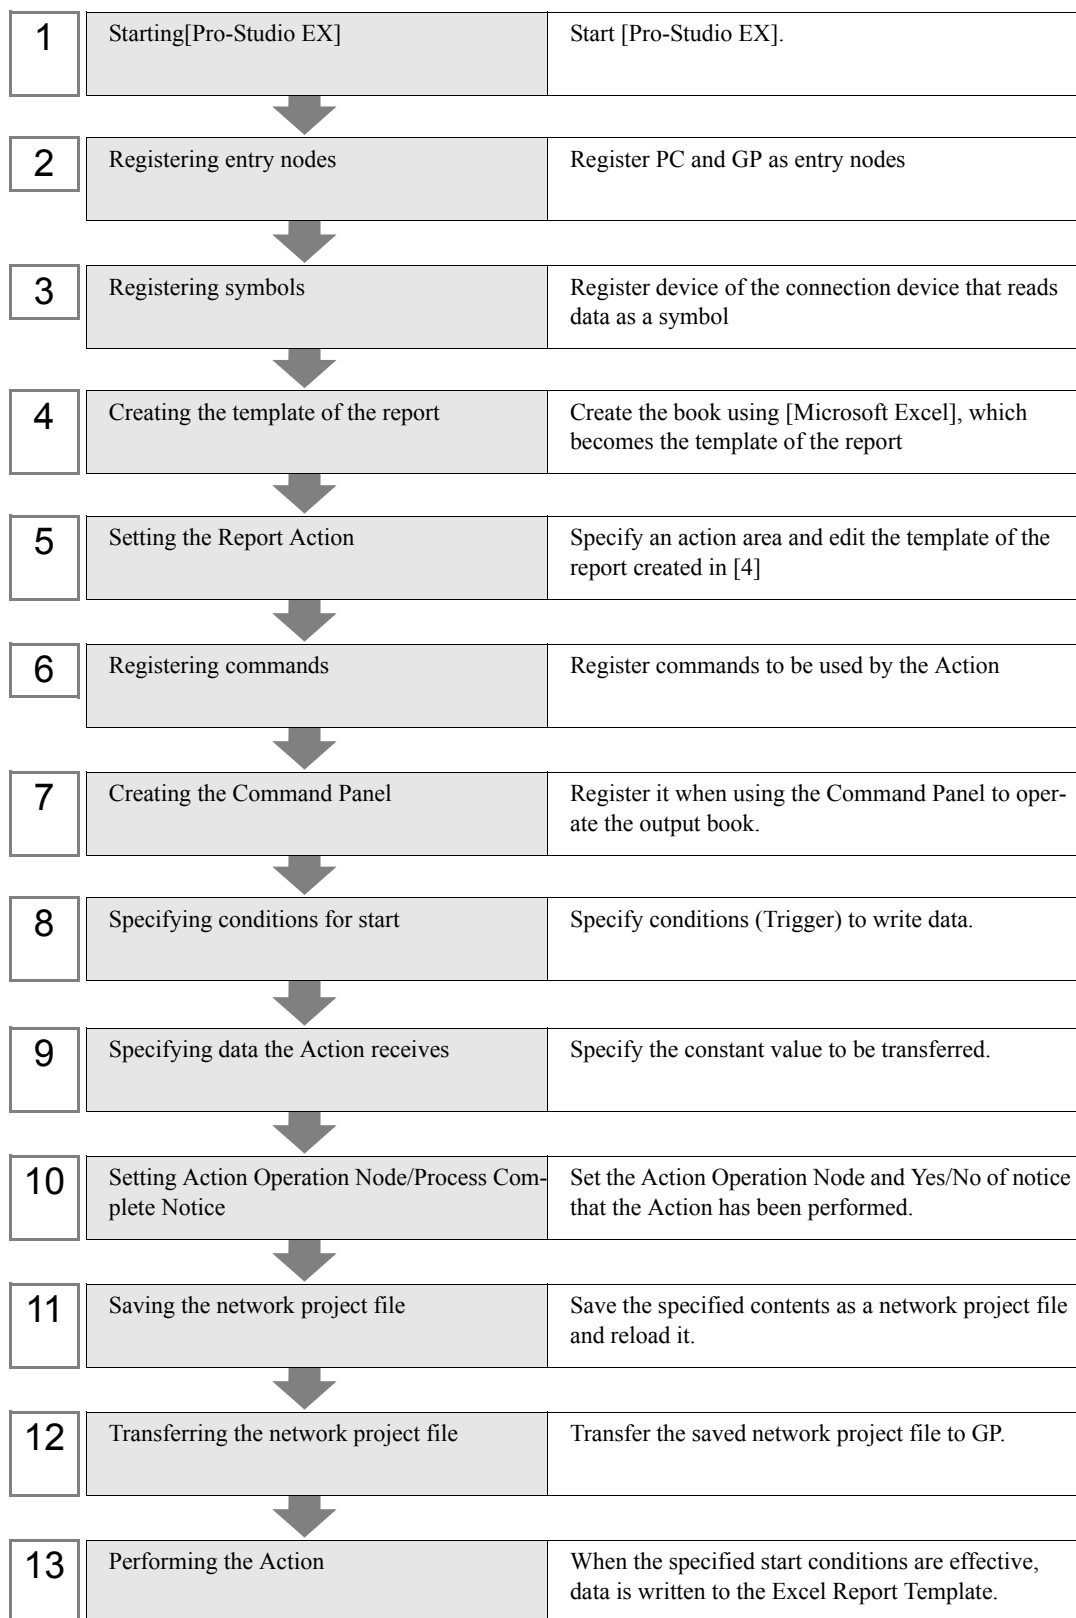 1
Starting[Pro-Studio EX]
Start [Pro-Studio EX].
2
Registering entry nodes
Register PC and GP as entry nodes
3
Registering symbols
Register device of the connection device that reads
data as a symbol
4
Creating the template of the report
Create the book using [Microsoft Excel], which
becomes the template of the report
5
Setting the Report Action
Specify an action area and edit the template of the
report created in [4]
6
Registering commands
Register commands to be used by the Action
7
Creating the Command Panel
Register it when using the Command Panel to oper-
ate the output book.
8
Specifying conditions for start
Specify conditions (Trigger) to write data.
9
Specifying data the Action receives
Specify the constant value to be transferred.
10
Setting Action Operation Node/Process Com-
plete Notice
Set the Action Operation Node and Yes/No of notice
that the Action has been performed.
11
Saving the network project file
Save the specified contents as a network project file
and reload it.
12
Transferring the network project file
Transfer the saved network project file to GP.
13
Performing the Action
When the specified start conditions are effective,
data is written to the Excel Report Template.